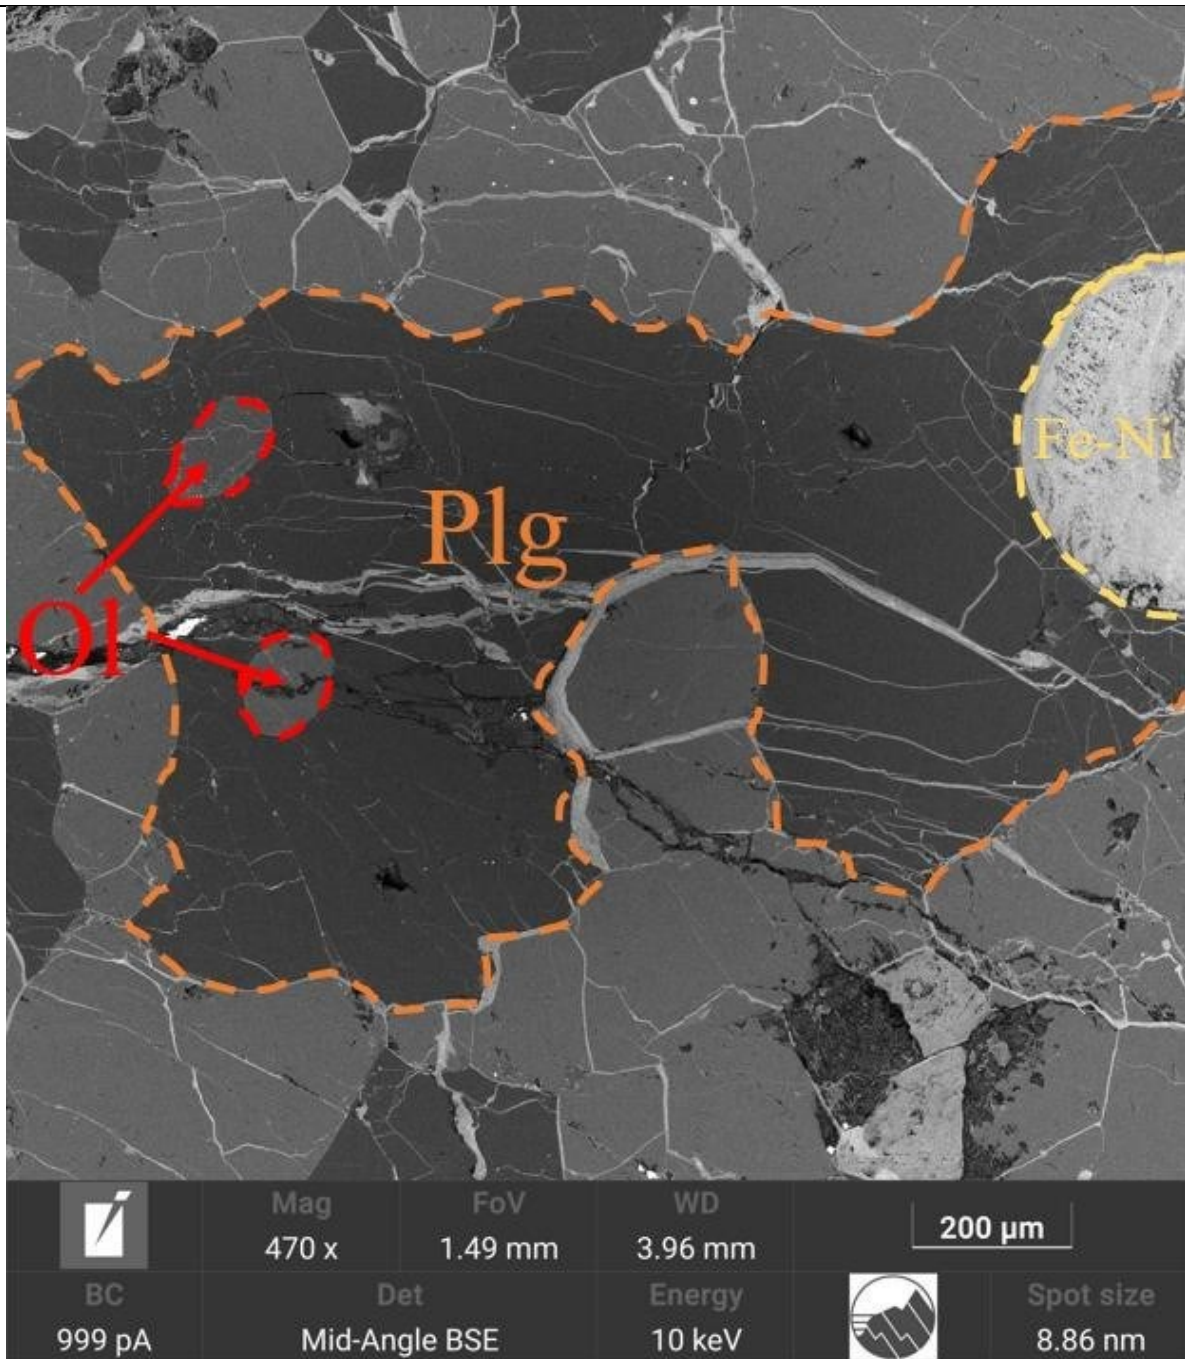 Fe-Ni
Plg
Ol
Mag
470 x
FoV
1.49 mm
WD
3.96 mm
200 µm
BC
999 pA
Det
Mid-Angle BSE
Energy
10 keV
Spot size
8.86 nm